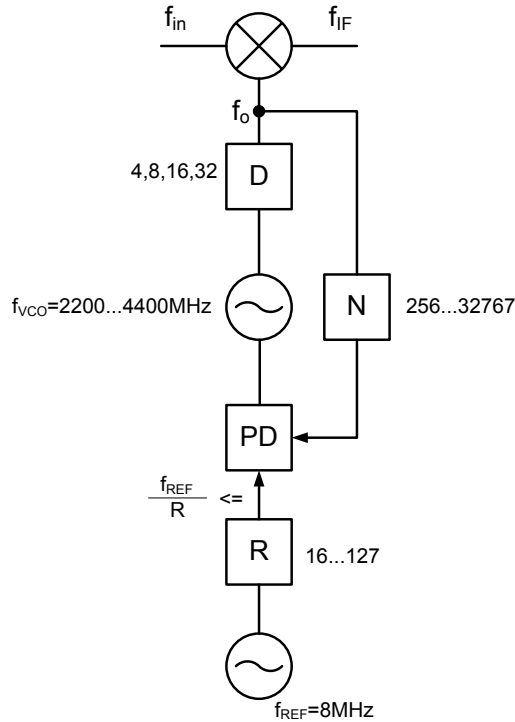 f_in
f_IF
f_o
4,8,16,32
D
f_VCO=2200...4400MHz
N
256...32767
PD
f_REF
R
<=
R
16...127
f_REF=8MHz